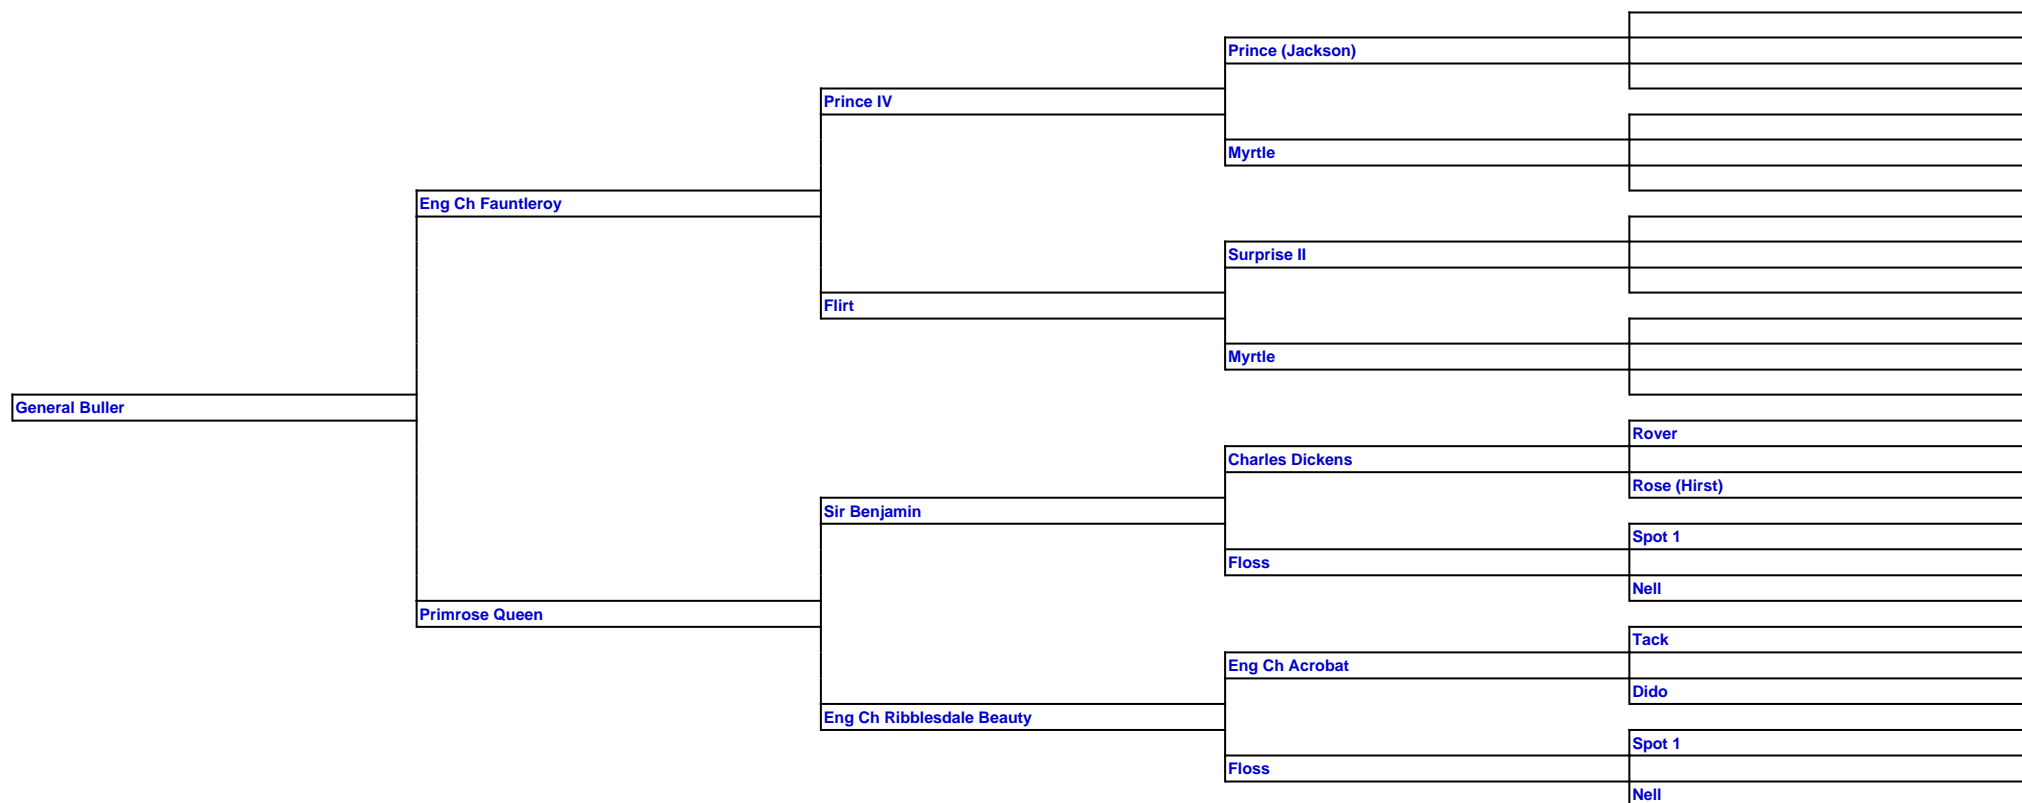 Prince (Jackson)
Prince IV
Myrtle
Eng Ch Fauntleroy
Surprise II
Flirt
Myrtle
General Buller
Rover
Charles Dickens
Rose (Hirst)
Sir Benjamin
Spot 1
Floss
Nell
Primrose Queen
Tack
Eng Ch Acrobat
Dido
Eng Ch Ribblesdale Beauty
Spot 1
Floss
Nell